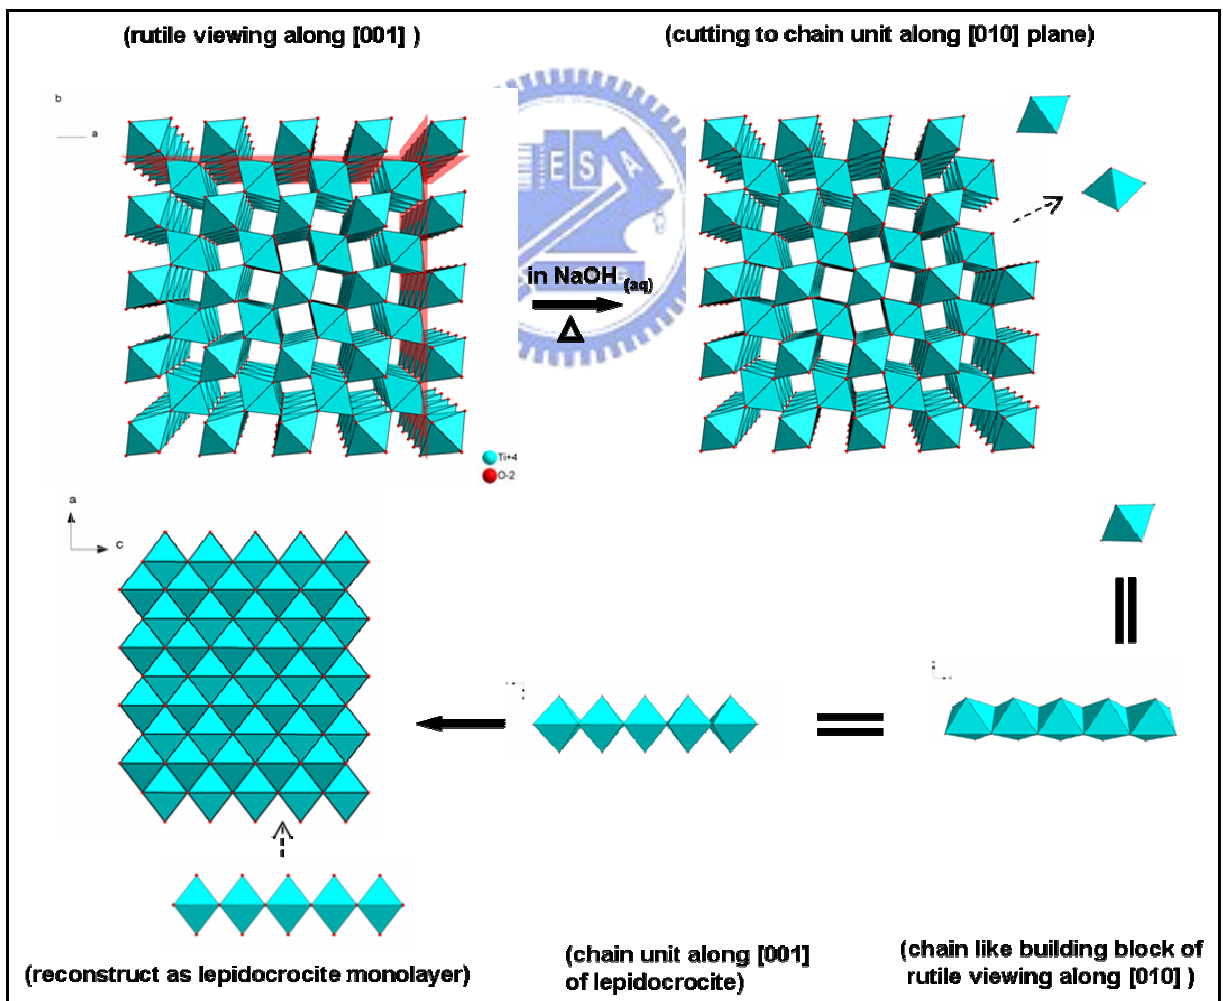 (rutile viewing along [001] )
(cutting to chain unit along [010] plane)
b
a
E S A
in NaOH (aq)
Δ
Ti+4
O-2
a
c
(reconstruct as lepidocrocite monolayer)
(chain unit along [001]
of lepidocrocite)
(chain like building block of
rutile viewing along [010] )